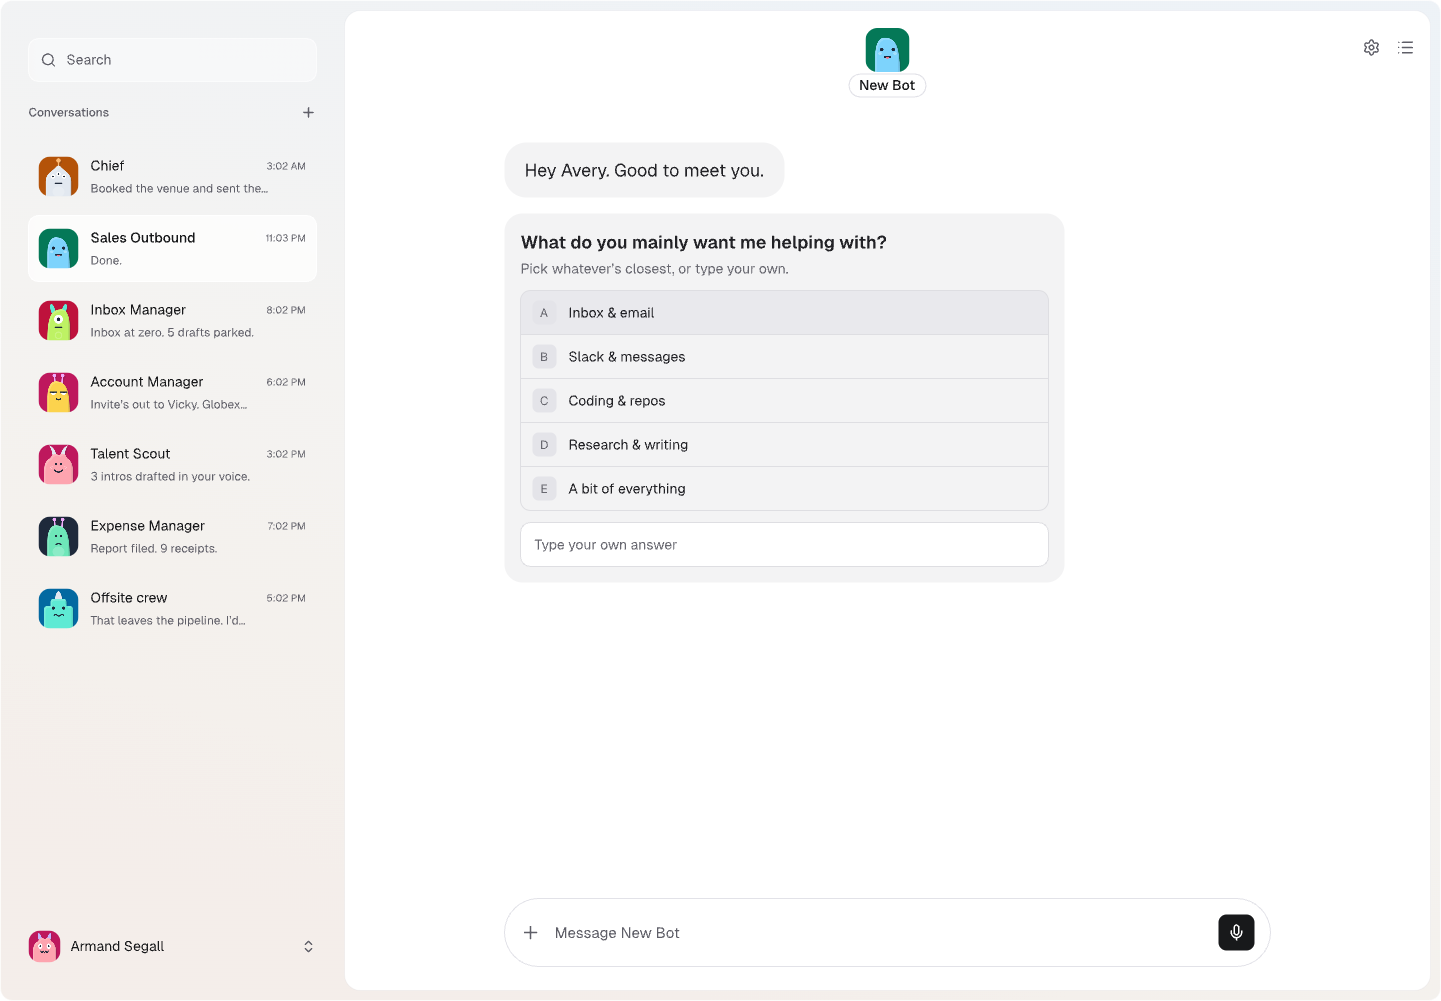 Search
Conversations
Chief
3:02 AM
Booked the venue and sent the...
Sales Outbound
11:03 PM
Done.
Inbox Manager
8:02 PM
Inbox at zero. 5 drafts parked.
Account Manager
6:02 PM
Invite's out to Vicky. Globex...
Talent Scout
3:02 PM
3 intros drafted in your voice.
Expense Manager
7:02 PM
Report filed. 9 receipts.
Offsite crew
5:02 PM
That leaves the pipeline. I'd...
Armand Segall
New Bot
Hey Avery. Good to meet you.
What do you mainly want me helping with?
Pick whatever's closest, or type your own.
A Inbox & email
B Slack & messages
C Coding & repos
D Research & writing
E A bit of everything
Type your own answer
Message New Bot